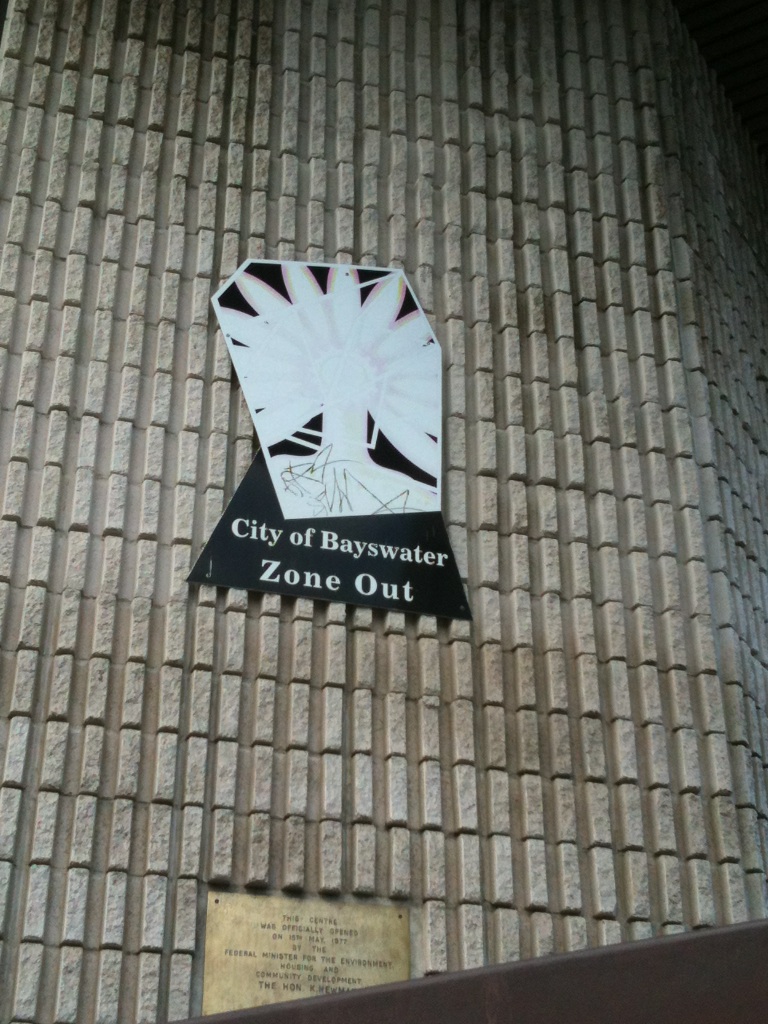 City of Bayswater
Zone Out
THIS CENTRE
WAS OFFICIALLY OPENED
MAY, 1977
BY THE
FEDERAL MINISTER FOR THE ENVIRONMENT
HOUSING AND
COMMUNITY DEVELOPMENT
THE HON. K.